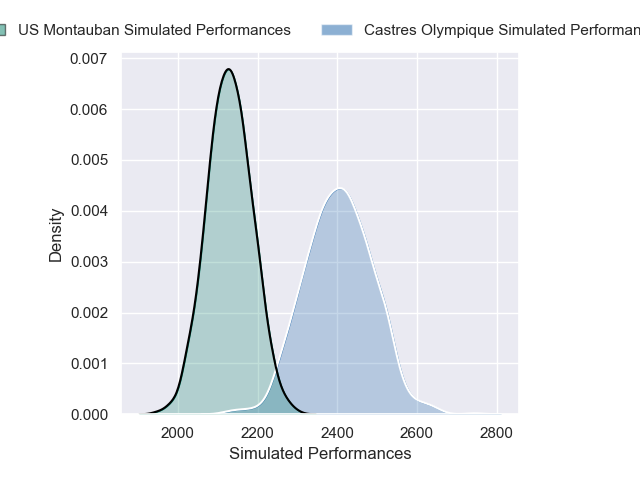 US Montauban Simulated Performances
Castres Olympique Simulated
0.007
0.006
0.005
0.004
0.003
0.002
0.001
0.000
Density
2000 2200 2400 2600 2800
Simulated Performances